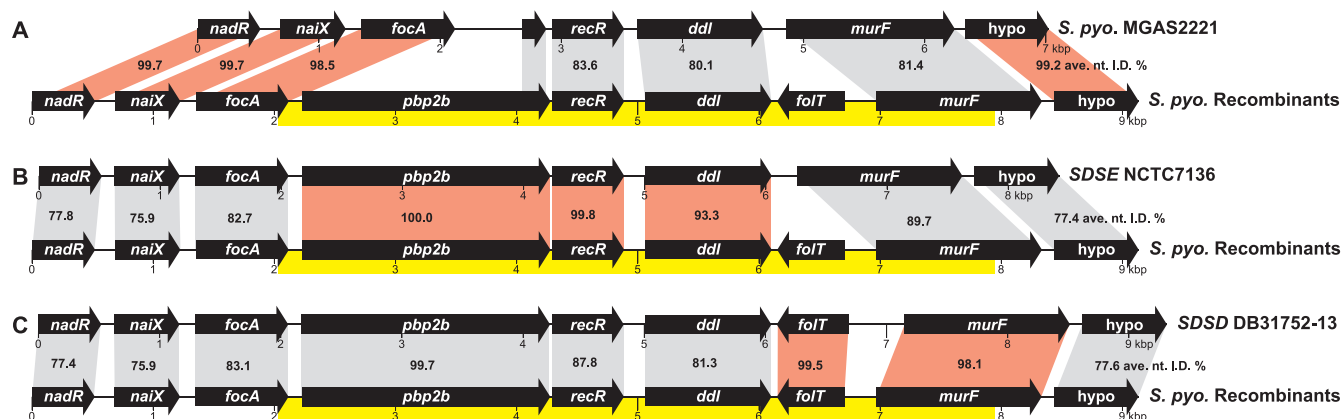 A
nadR naiX focA recR ddl murF hypo S. pyo. MGAS2221
0 1 2 3 4 5 6 7 kbp
99.7 99.7 98.5 83.6 80.1 81.4 99.2 ave. nt. I.D. %
nadR naiX focA pbp2b recR ddl folT murF hypo S. pyo. Recombinants
0 1 2 3 4 5 6 7 8 9 kbp
B
nadR naiX focA pbp2b recR ddl murF hypo SDSE NCTC7136
0 1 2 3 4 5 6 7 8 kbp
77.8 75.9 82.7 100.0 99.8 93.3 89.7 77.4 ave. nt. I.D. %
nadR naiX focA pbp2b recR ddl folT murF hypo S. pyo. Recombinants
0 1 2 3 4 5 6 7 8 9 kbp
C
nadR naiX focA pbp2b recR ddl folT murF hypo SDSD DB31752-13
0 1 2 3 4 5 6 7 8 9 kbp
77.4 75.9 83.1 99.7 87.8 81.3 99.5 98.1 77.6 ave. nt. I.D. %
nadR naiX focA pbp2b recR ddl folT murF hypo S. pyo. Recombinants
0 1 2 3 4 5 6 7 8 9 kbp